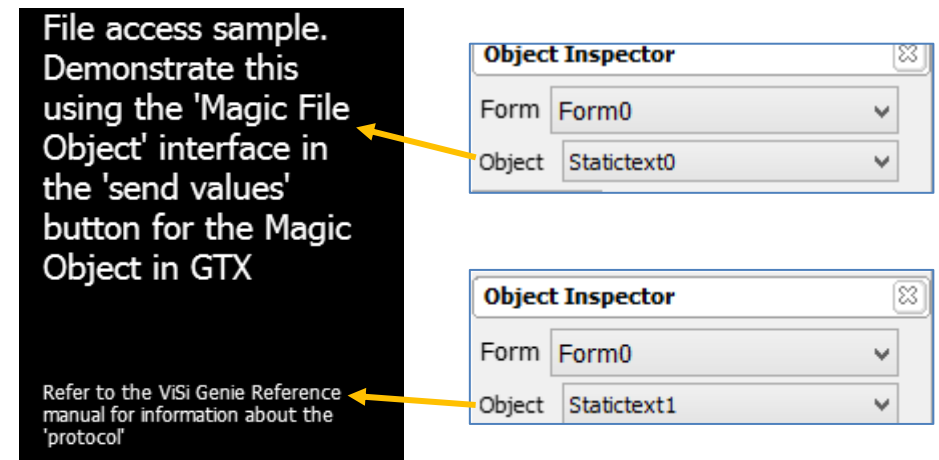 File access sample.
Demonstrate this
using the 'Magic File
Object' interface in
the 'send values'
button for the Magic
Object in GTX
Refer to the ViSi Genie Reference
manual for information about the
'protocol'
Object Inspector
Form Form0
Object Statictext0
Object Inspector
Form Form0
Object Statictext1